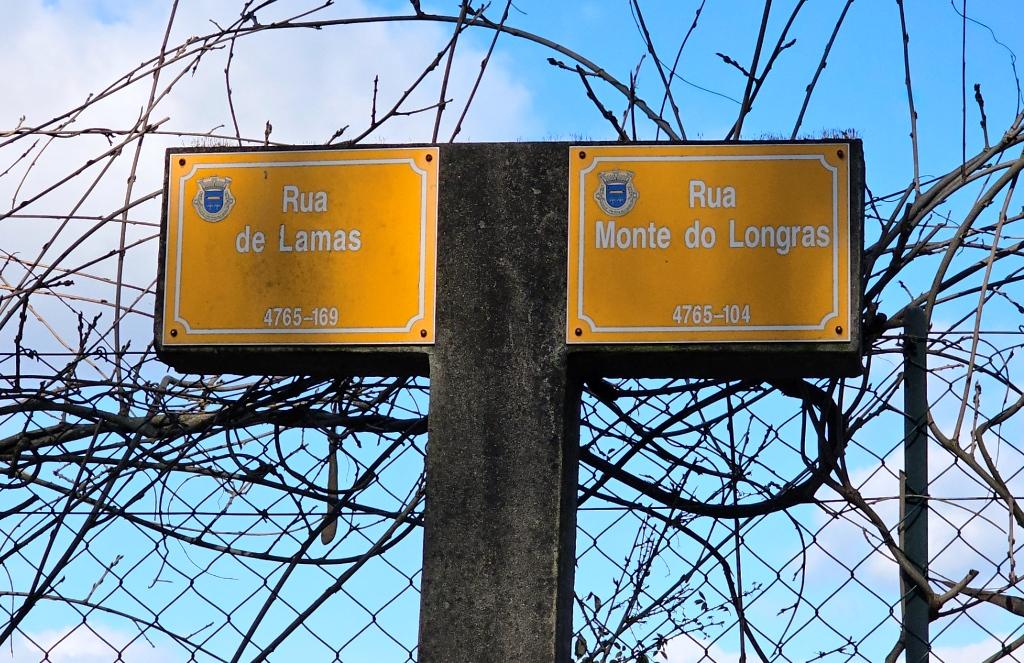 Rua
de Lamas
4765-169
Rua
Monte do Longras
4765-104